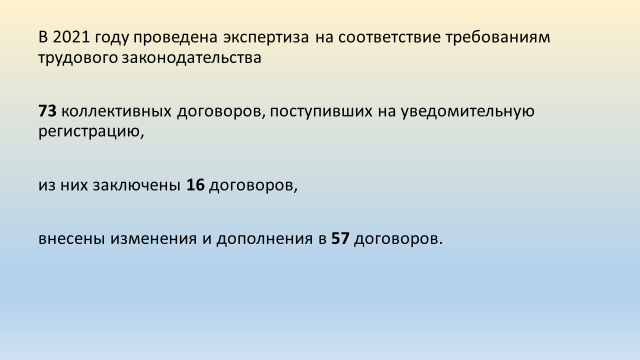 В 2021 году проведена экспертиза на соответствие требованиям
трудового законодательства
73 коллективных договоров, поступивших на уведомительную
регистрацию,
из них заключены 16 договоров,
внесены изменения и дополнения в 57 договоров.